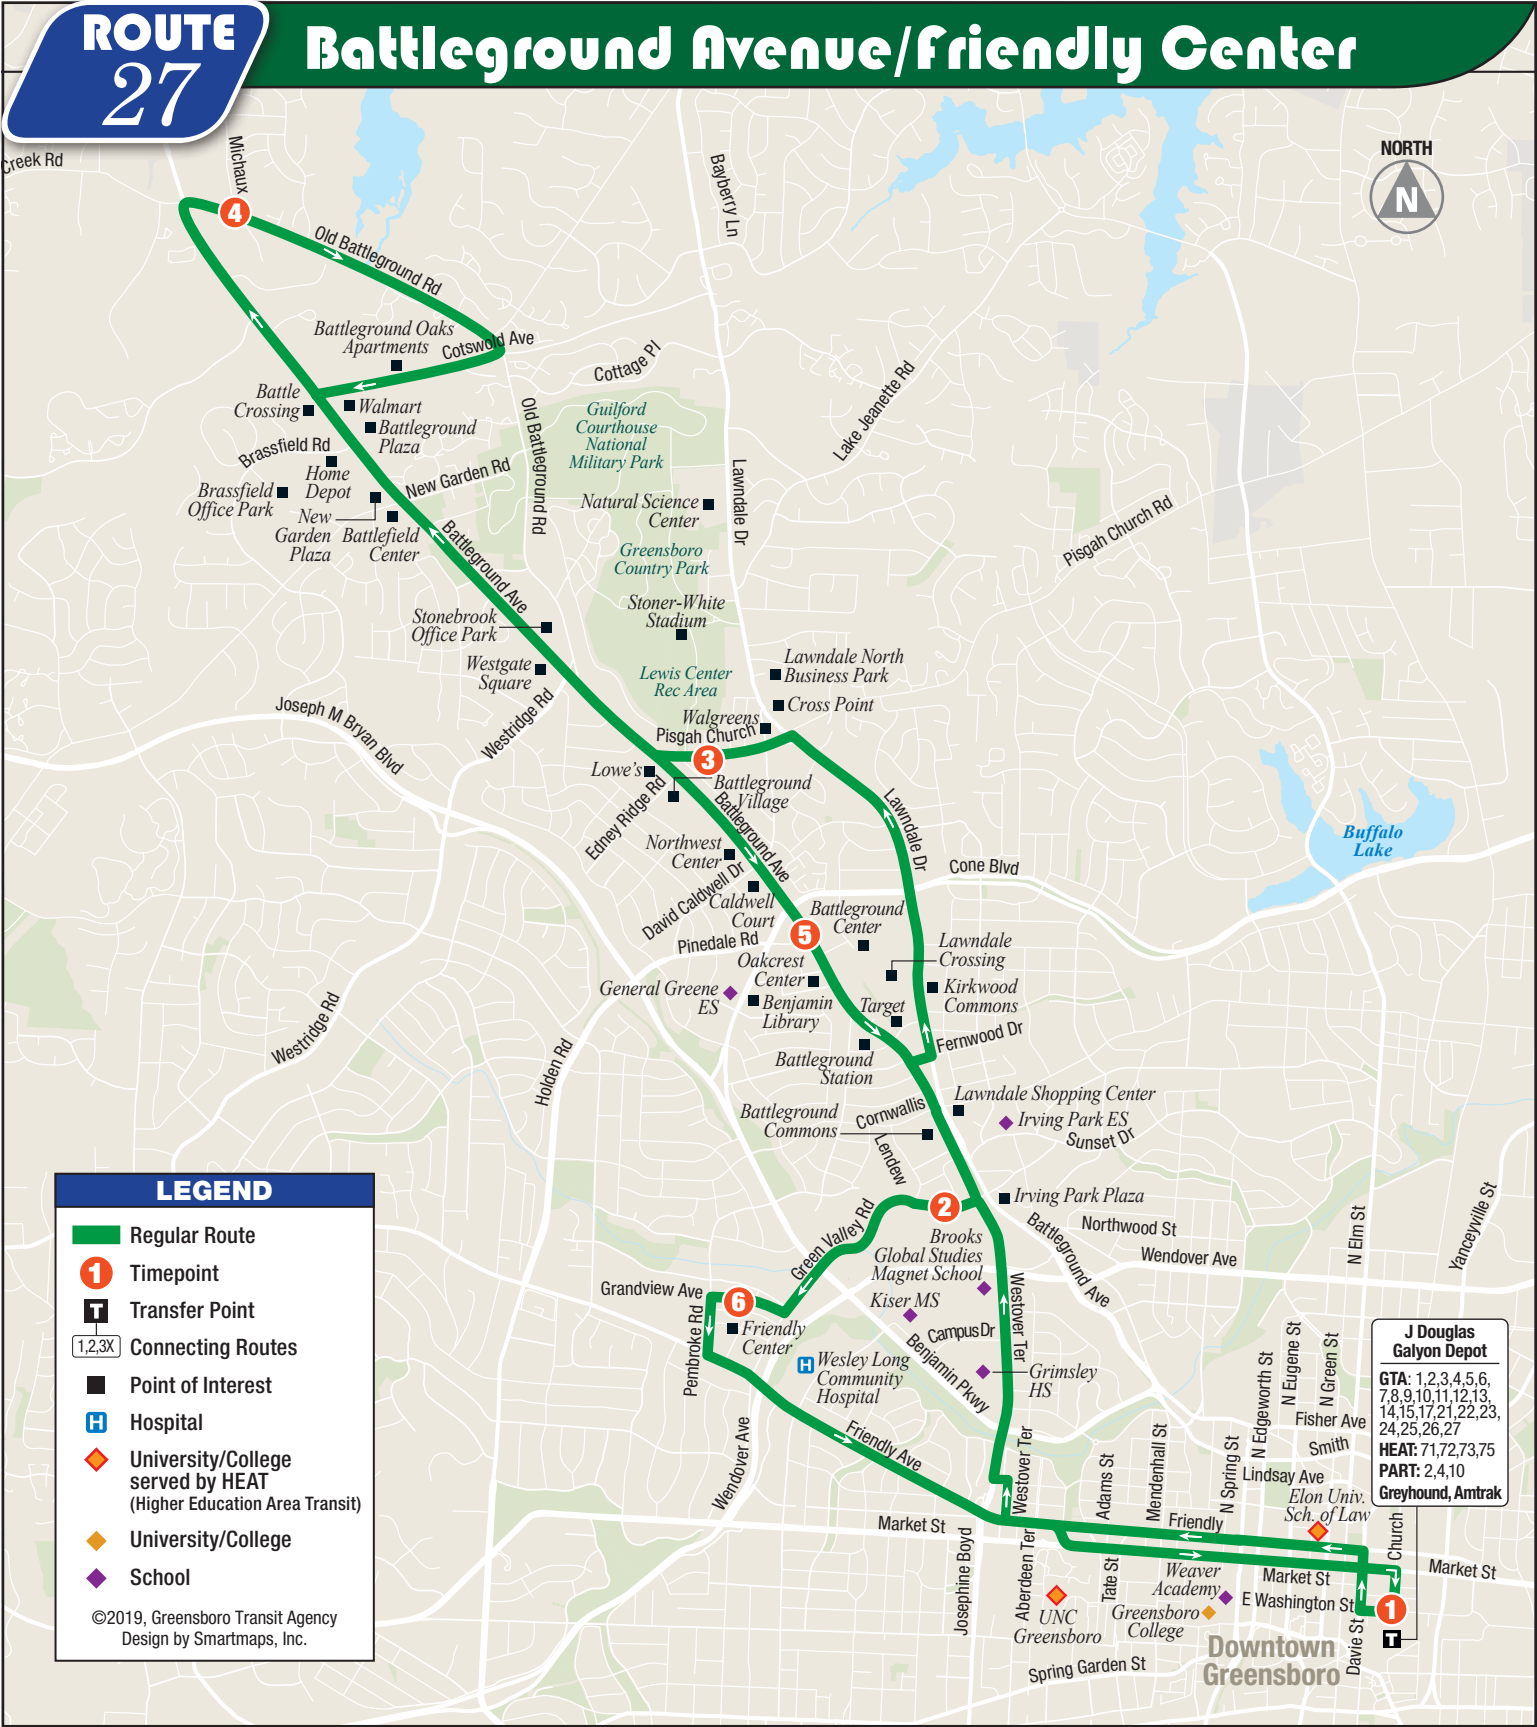 ROUTE
27
Battleground Avenue/Friendly Center
Creek Rd
Michaux
Bayberry Ln
NORTH
N
4
Old Battleground Rd
Battleground Oaks
Apartments
Cotswold Ave
Cottage Pl
Lake Jeanette Rd
Battle
Crossing
Walmart
Battleground
Plaza
Old Battleground Rd
Guilford
Courthouse
National
Military Park
Brassfield Rd
Home
Depot
New Garden Rd
Lawndale Dr
Brassfield
Office Park
New
Garden
Plaza
Battlefield
Center
Natural Science
Center
Pisgah Church Rd
Battleground Ave
Greensboro
Country Park
Stonebrook
Office Park
Stoner-White
Stadium
Westgate
Square
Lewis Center
Rec Area
Lawndale North
Business Park
Cross Point
Joseph M Bryan Blvd
Westridge Rd
Walgreens
Pisgah Church
3
Lowe's
Edney Ridge Rd
Battleground
Village
Battleground Ave
Lawndale Dr
Buffalo
Lake
Northwest
Center
David Caldwell Dr
Caldwell
Court
Cone Blvd
Battleground
Center
Pinedale Rd
5
Lawndale
Crossing
Oakcrest
Center
General Greene
ES
Benjamin
Library
Target
Kirkwood
Commons
Westridge Rd
Fernwood Dr
Holden Rd
Battleground
Station
Lawndale Shopping Center
Battleground
Commons
Cornwallis
Irving Park ES
Sunset Dr
Lendew
Irving Park Plaza
2
Green Valley Rd
Brooks
Global Studies
Magnet School
Battleground Ave
Northwood St
Wendover Ave
N Elm St
Yanceyville St
Grandview Ave
6
Pembroke Rd
Friendly
Center
Kiser MS
Campus Dr
Westover Ter
Benjamin Pkwy
H
Wesley Long
Community
Hospital
Grimsley
HS
N Edgeworth St
N Eugene St
N Green St
J Douglas
Galyon Depot
GTA: 1,2,3,4,5,6,
7,8,9,10,11,12,13,
14,15,17,21,22,23,
24,25,26,27
HEAT: 71,72,73,75
PART: 2,4,10
Greyhound, Amtrak
Fisher Ave
Smith
Lindsay Ave
Wendover Ave
Friendly Ave
Westover Ter
Adams St
Mendenhall St
N Spring St
Elon Univ.
Sch. of Law
Market St
Friendly
Church
Josephine Boyd
Aberdeen Ter
Tate St
Weaver
Academy
Market St
Market St
E Washington St
1
T
UNC
Greensboro
Greensboro
College
Davie St
Downtown
Greensboro
Spring Garden St
LEGEND
Regular Route
1
Timepoint
T
Transfer Point
1,2,3X
Connecting Routes
Point of Interest
H
Hospital
University/College
served by HEAT
(Higher Education Area Transit)
University/College
School
©2019, Greensboro Transit Agency
Design by Smartmaps, Inc.